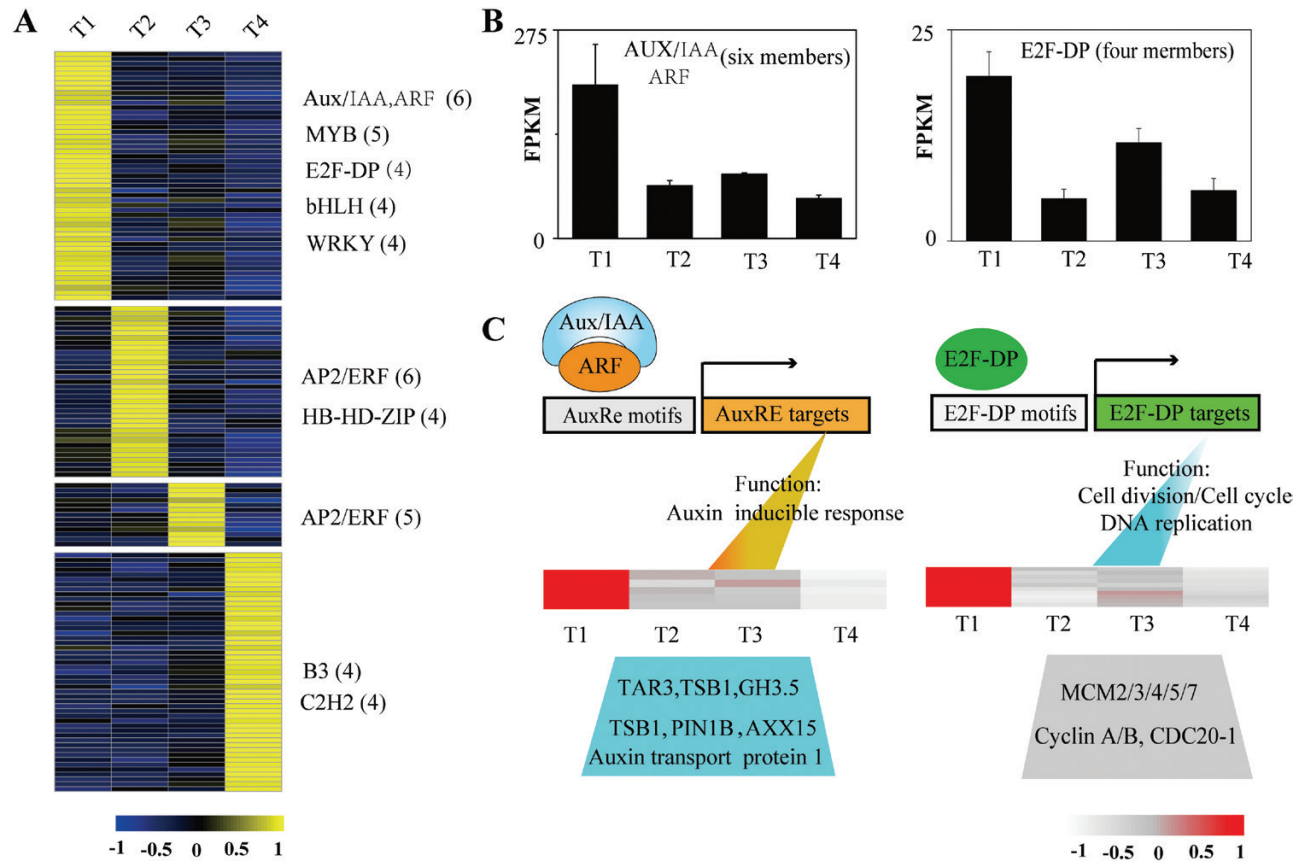 A
T1 T2 T3 T4
Aux/IAA,ARF (6)
MYB (5)
E2F-DP (4)
bHLH (4)
WRKY (4)
AP2/ERF (6)
HB-HD-ZIP (4)
AP2/ERF (5)
B3 (4)
C2H2 (4)
-1 -0.5 0 0.5 1
B
275
FPKM
0
AUX/IAA (six members)
ARF
T1 T2 T3 T4
25
FPKM
0
E2F-DP (four mermbers)
T1 T2 T3 T4
C
Aux/IAA
ARF
AuxRe motifs
AuxRE targets
Function:
Auxin inducible response
T1 T2 T3 T4
TAR3,TSB1,GH3.5
TSB1, PIN1B, AXX15
Auxin transport protein 1
E2F-DP
E2F-DP motifs
E2F-DP targets
Function:
Cell division/Cell cycle
DNA replication
T1 T2 T3 T4
MCM2/3/4/5/7
Cyclin A/B, CDC20-1
-1 -0.5 0 0.5 1